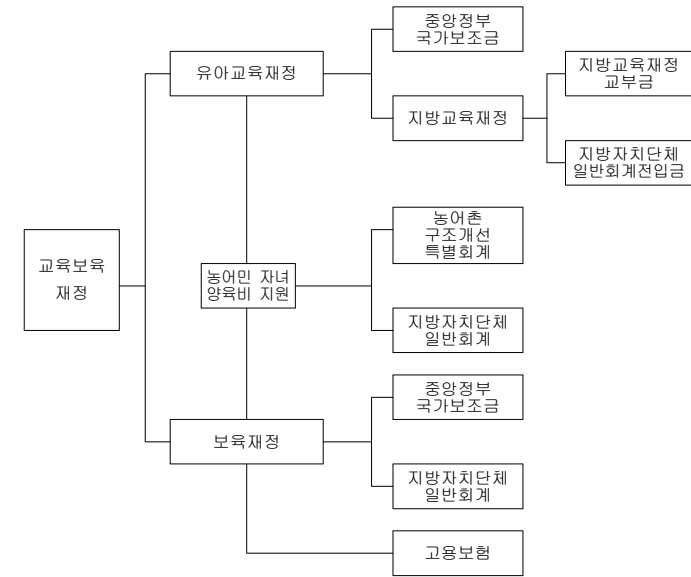 교육보육
재정
유아교육재정
중앙정부
국가보조금
지방교육재정
지방교육재정
교부금
지방자치단체
일반회계전입금
농어민 자녀
양육비 지원
농어촌
구조개선
특별회계
지방자치단체
일반회계
보육재정
중앙정부
국가보조금
지방자치단체
일반회계
고용보험